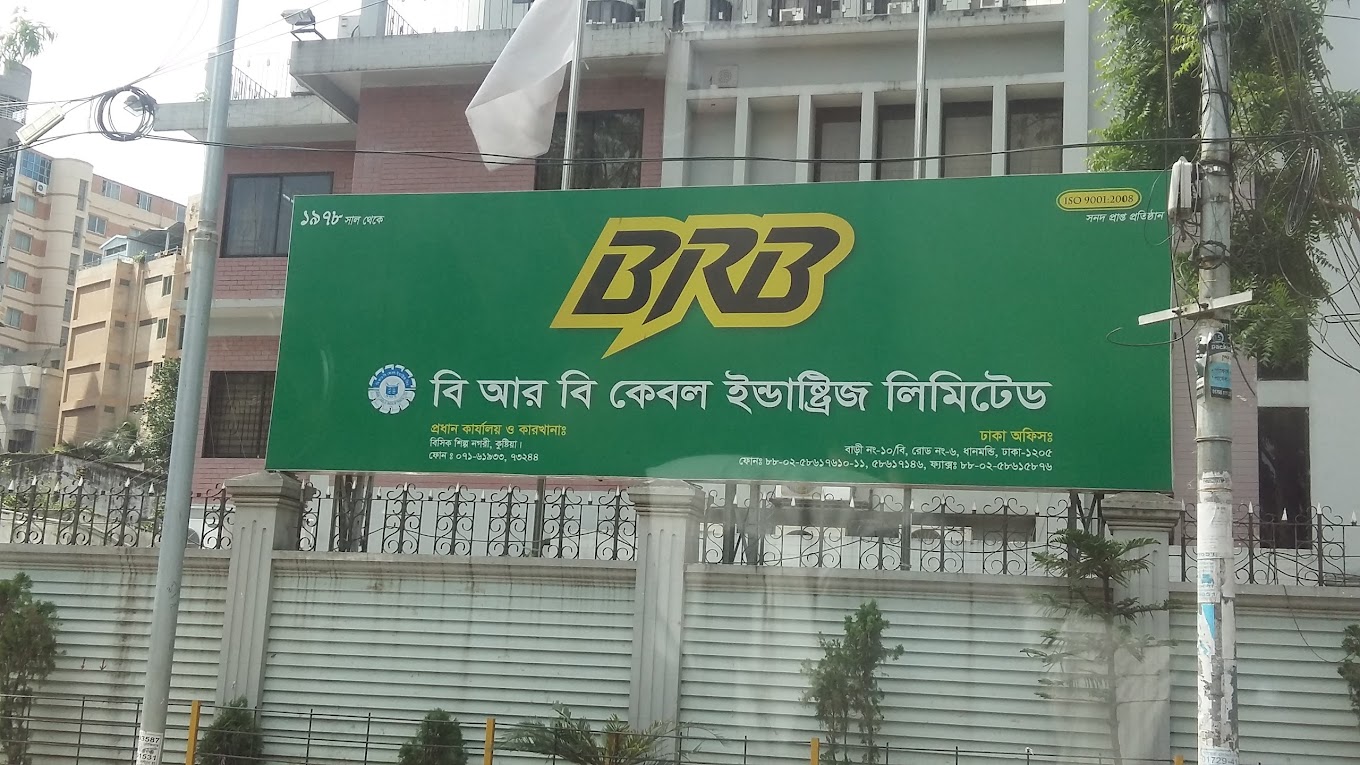 ১৯৭৮ সাল থেকে
ISO 9001:2008
সনদ প্রাপ্ত প্রতিষ্ঠান
BRB
বি আর বি কেবল ইন্ডাষ্ট্রিজ লিমিটেড
প্রধান কার্যালয় ও কারখানাঃ
বিসিক শিল্প নগরী, কুষ্টিয়া।
ফোন : ০৭১-৬১৯৩৩, ৭৩২৪৪
ঢাকা অফিসঃ
বাড়ী নং-১০/বি, রোড নং-৬, ধানমন্ডি, ঢাকা-১২০৫
ফোনঃ ৮৮-০২-৫৮৬১৭৬১০-১১, ৫৮৬১৭১৪৬, ফ্যাক্সঃ ৮৮-০২-৫৮৬১৫৮৭৬